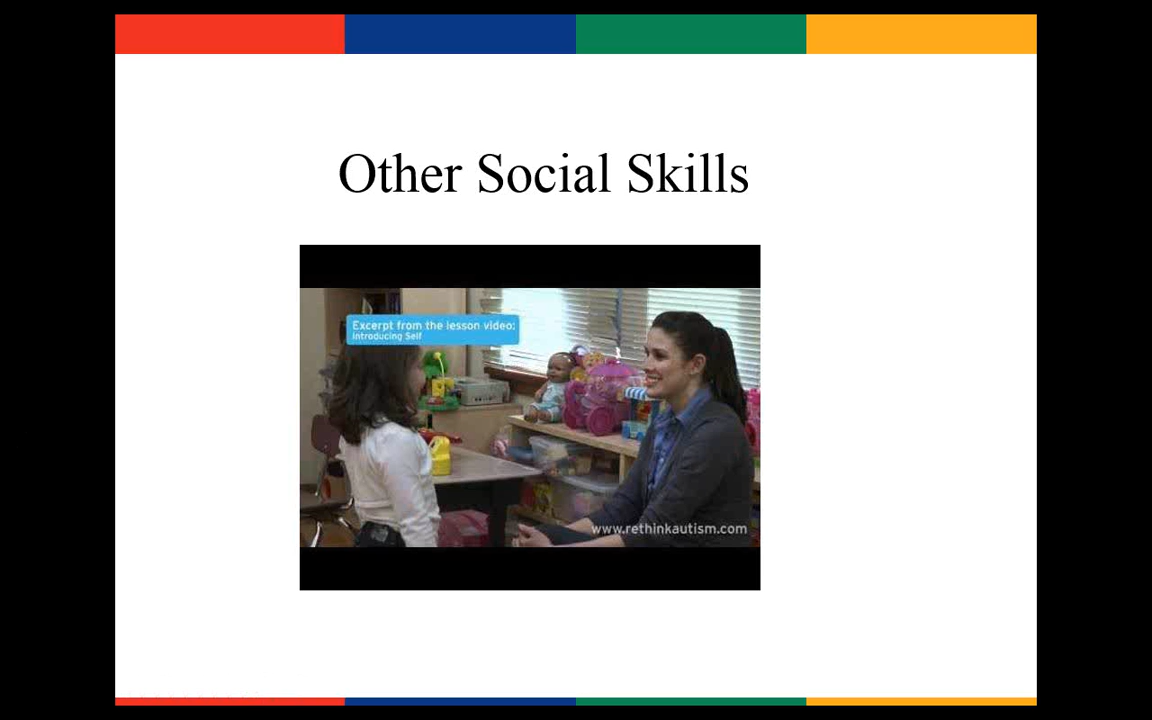 Other Social Skills
Excerpt from the lesson video:
Introducing Self
www.rethinkautism.com